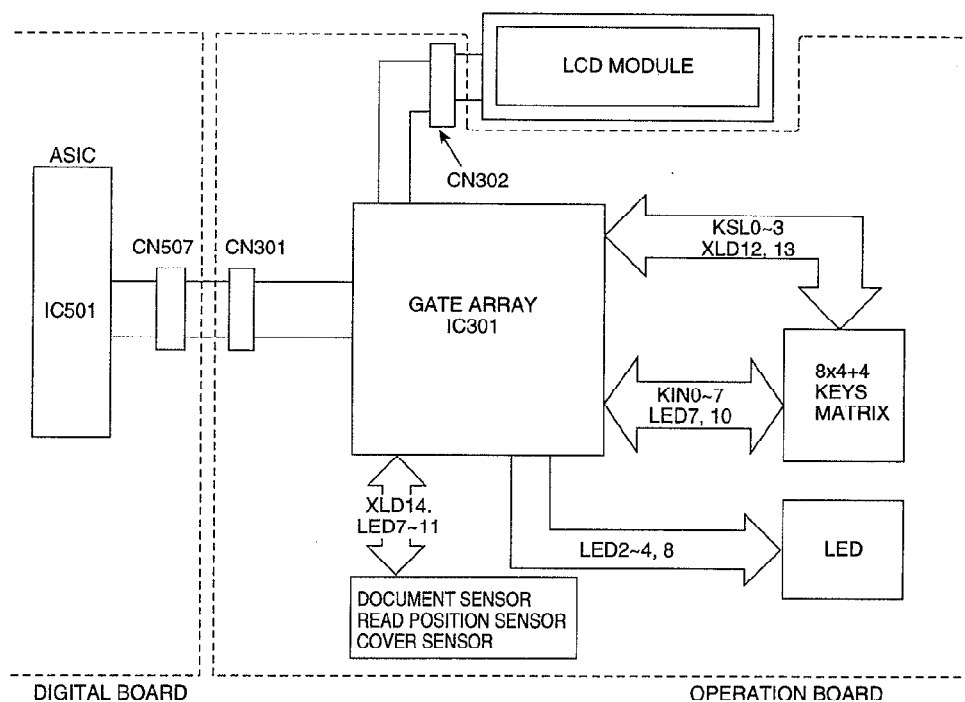 LCD MODULE
ASIC
CN302
CN507
CN301
KSL0~3
XLD12, 13
IC501
GATE ARRAY
IC301
8x4+4
KEYS
MATRIX
KIN0~7
LED7, 10
XLD14.
LED7~11
LED2~4, 8
LED
DOCUMENT SENSOR
READ POSITION SENSOR
COVER SENSOR
DIGITAL BOARD
OPERATION BOARD